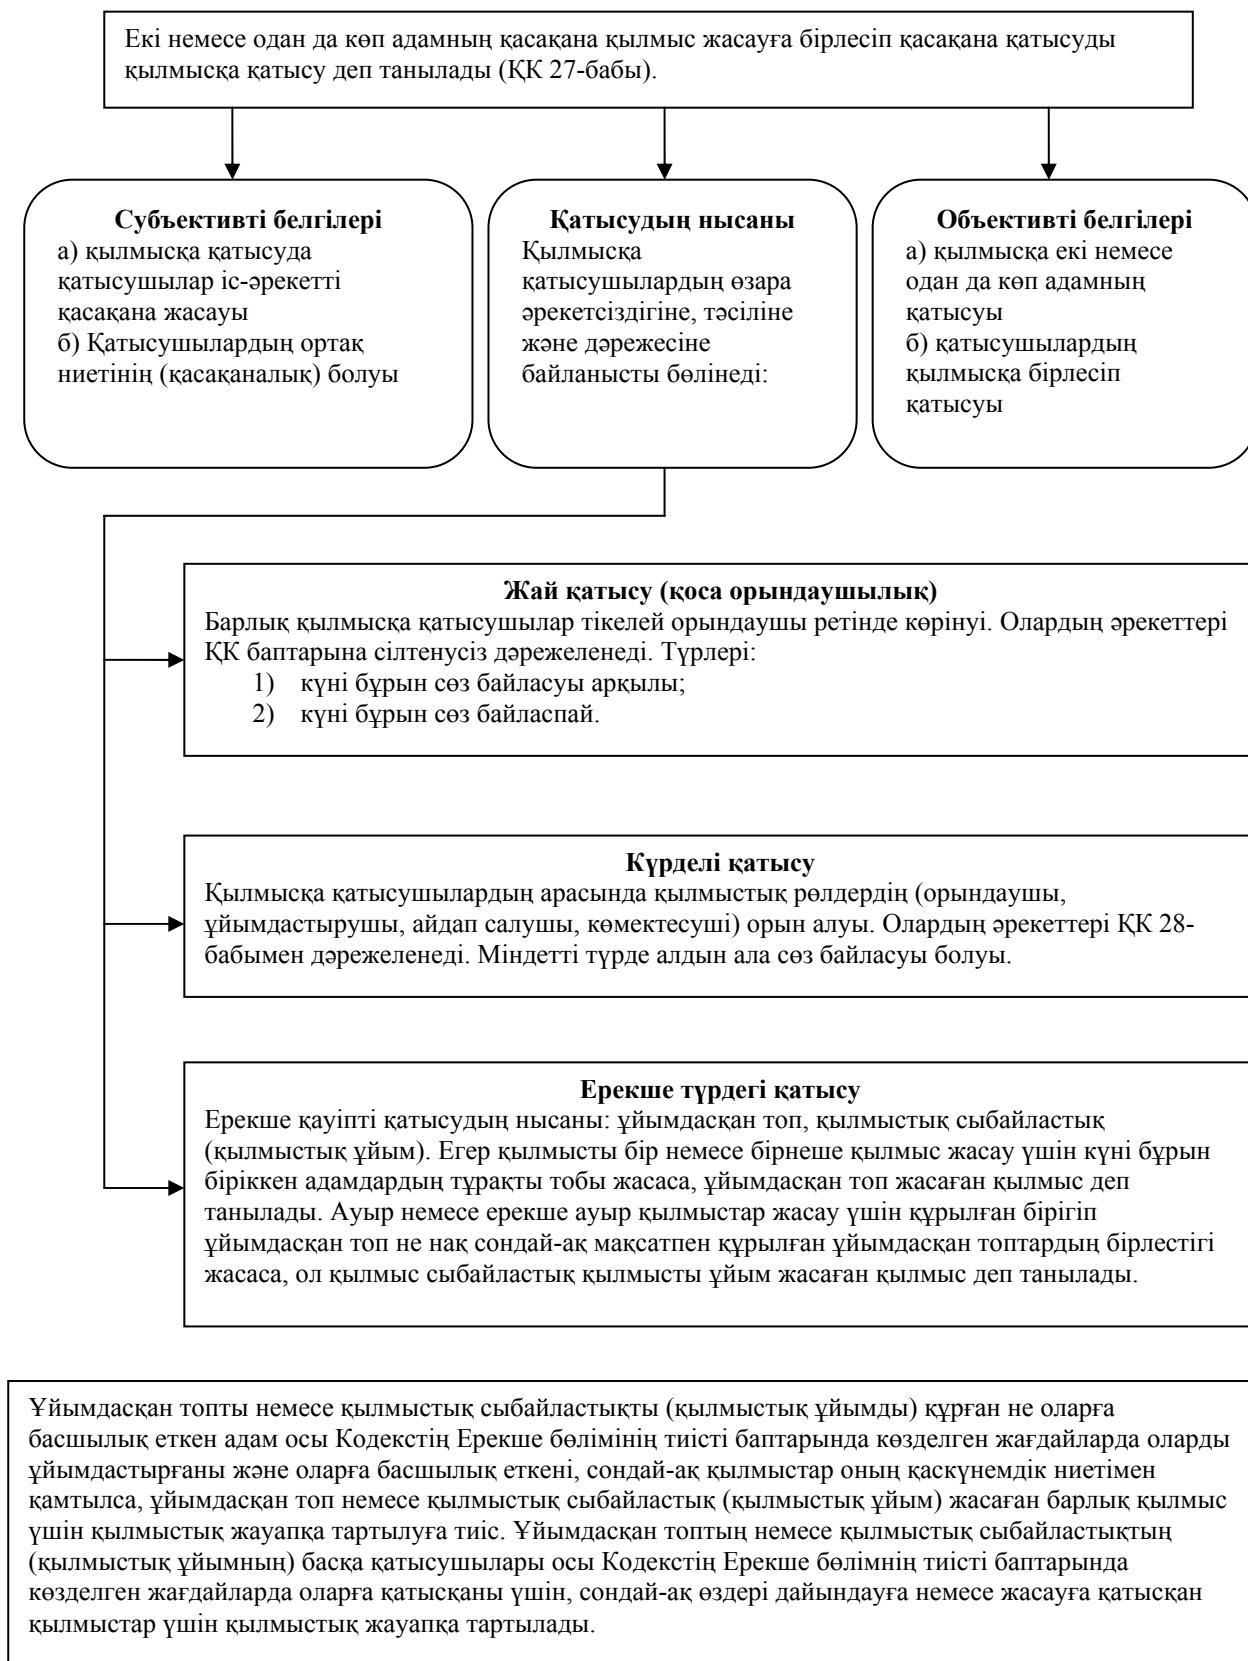 Екі немесе одан да көп адамның қасақана қылмыс жасауға бірлесіп қасақана қатысуды
қылмысқа қатысу деп танылады (ҚК 27-бабы).
Субъективті белгілері
а) қылмысқа қатысуда
қатысушылар іс-әрекетті
қасақана жасауы
б) Қатысушылардың ортақ
ниетінің (қасақаналық) болуы
Қатысудың нысаны
Қылмысқа
қатысушылардың өзара
әрекетсіздігіне, тәсіліне
және дәрежесіне
байланысты бөлінеді:
Объективті белгілері
а) қылмысқа екі немесе
одан да көп адамның
қатысуы
б) қатысушылардың
қылмысқа бірлесіп
қатысуы
Жай қатысу (қоса орындаушылық)
Барлық қылмысқа қатысушылар тікелей орындаушы ретінде көрінуі. Олардың әрекеттері
ҚК баптарына сілтенусіз дәрежеленеді. Түрлері:
1) күні бұрын сөз байласуы арқылы;
2) күні бұрын сөз байласпай.
Күрделі қатысу
Қылмысқа қатысушылардың арасында қылмыстық рөлдердің (орындаушы,
ұйымдастырушы, айдап салушы, көмектесуші) орын алуы. Олардың әрекеттері ҚК 28-
бабымен дәрежеленеді. Міндетті түрде алдын ала сөз байласуы болуы.
Ерекше түрдегі қатысу
Ерекше қауіпті қатысудың нысаны: ұйымдасқан топ, қылмыстық сыбайластық
(қылмыстық ұйым). Егер қылмысты бір немесе бірнеше қылмыс жасау үшін күні бұрын
біріккен адамдардың тұрақты тобы жасаса, ұйымдасқан топ жасаған қылмыс деп
танылады. Ауыр немесе ерекше ауыр қылмыстар жасау үшін құрылған бірігіп
ұйымдасқан топ не нақ сондай-ақ мақсатпен құрылған ұйымдасқан топтардың бірлестігі
жасаса, ол қылмыс сыбайластық қылмысты ұйым жасаған қылмыс деп танылады.
Ұйымдасқан топты немесе қылмыстық сыбайластықты (қылмыстық ұйымды) құрған не оларға
басшылық еткен адам осы Кодекстің Ерекше бөлімінің тиісті баптарында көзделген жағдайларда оларды
ұйымдастырғаны және оларға басшылық еткені, сондай-ақ қылмыстар оның қаскүнемдік ниетімен
қамтылса, ұйымдасқан топ немесе қылмыстық сыбайластық (қылмыстық ұйым) жасаған барлық қылмыс
үшін қылмыстық жауапқа тартылуға тиіс. Ұйымдасқан топтың немесе қылмыстық сыбайластықтың
(қылмыстық ұйымның) басқа қатысушылары осы Кодекстің Ерекше бөлімнің тиісті баптарында
көзделген жағдайларда оларға қатысқаны үшін, сондай-ақ өздері дайындауға немесе жасауға қатысқан
қылмыстар үшін қылмыстық жауапқа тартылады.